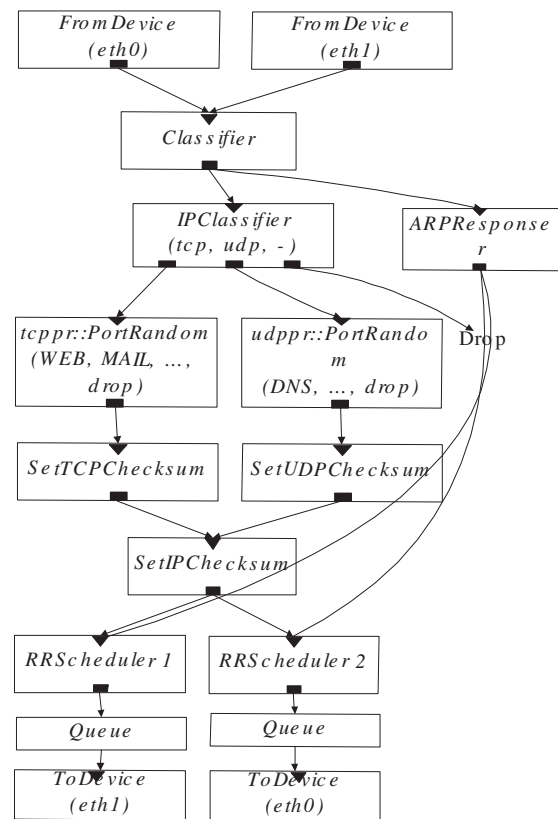 FromDevice
(eth0)
FromDevice
(eth1)
Classifier
IPClassifier
(tcp, udp, -)
ARPResponse
r
tcppr::PortRandom
(WEB, MAIL, ...,
drop)
udppr::PortRando
m
(DNS, ..., drop)
Drop
SetTCPChecksum
SetUDPChecksum
SetIPChecksum
RRScheduler1
RRScheduler2
Queue
Queue
ToDevice
(eth1)
ToDevice
(eth0)